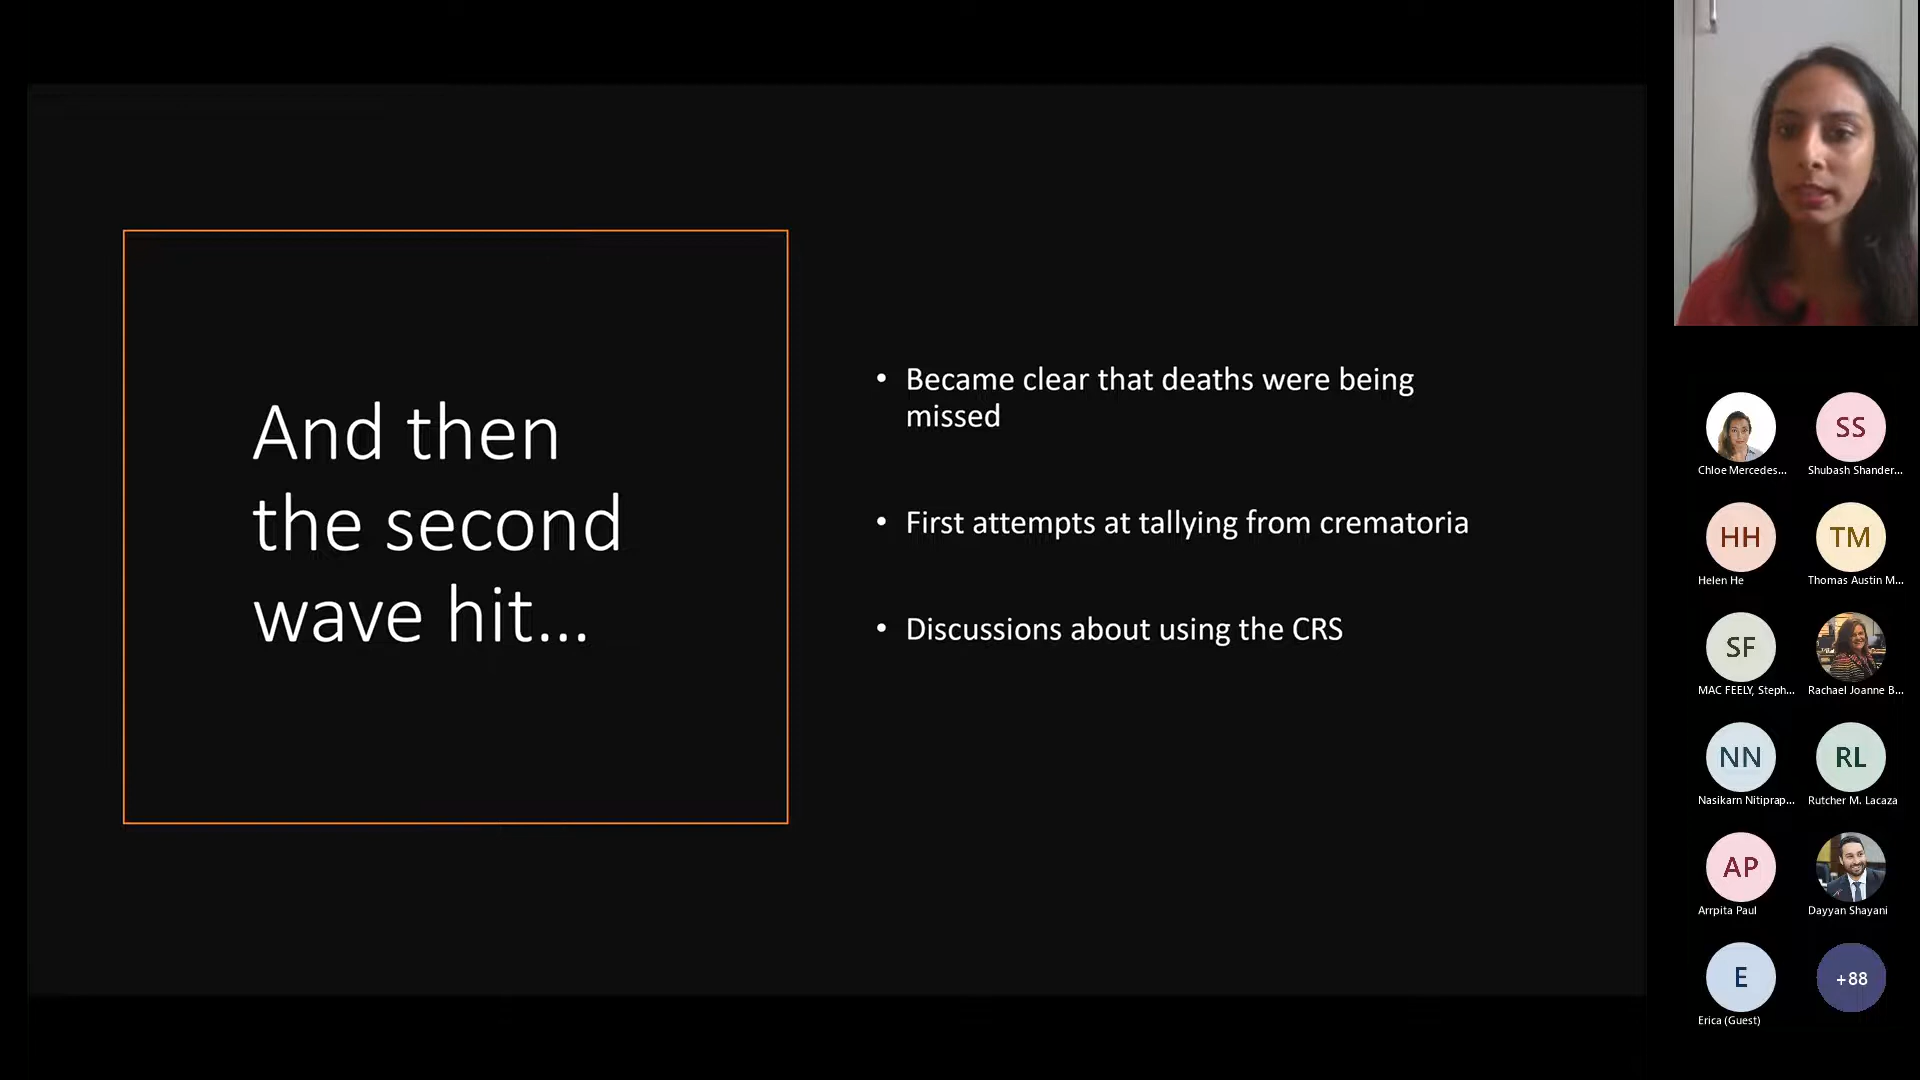 And then
the second
wave hit...
• Became clear that deaths were being
missed
• First attempts at tallying from crematoria
• Discussions about using the CRS
Chloe Mercedes...
SS
Shubash Shander...
HH
Helen He
TM
Thomas Austin M...
SF
MAC FEELY, Steph...
Rachael Joanne B...
NN
Nasikarn Nitiprap...
RL
Rutcher M. Lacaza
AP
Arrpita Paul
Dayyan Shayani
E
Erica (Guest)
+88